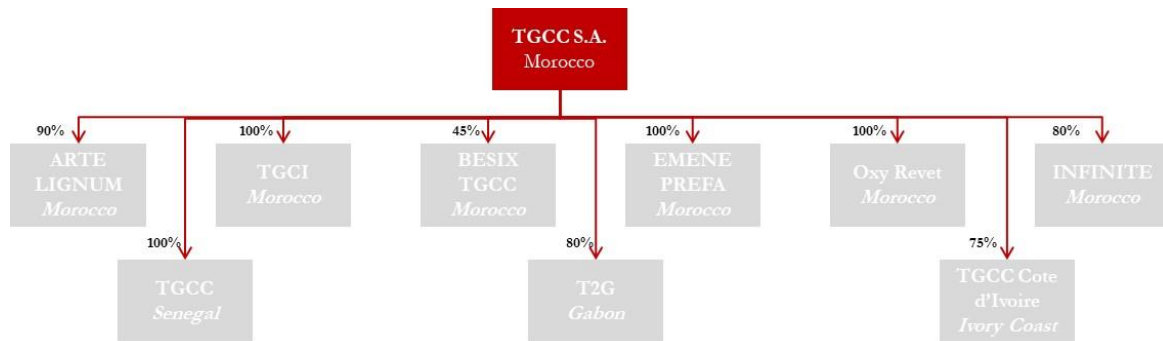 TGCC S.A.
Morocco
90%
100%
45%
100%
100%
80%
ARTE
LIGNUM
Morocco
TGCI
Morocco
BESIX
TGCC
Morocco
EMENE
PREFA
Morocco
Oxy Revet
Morocco
INFINITE
Morocco
100%
80%
75%
TGCC
Senegal
T2G
Gabon
TGCC Cote
d'Ivoire
Ivory Coast